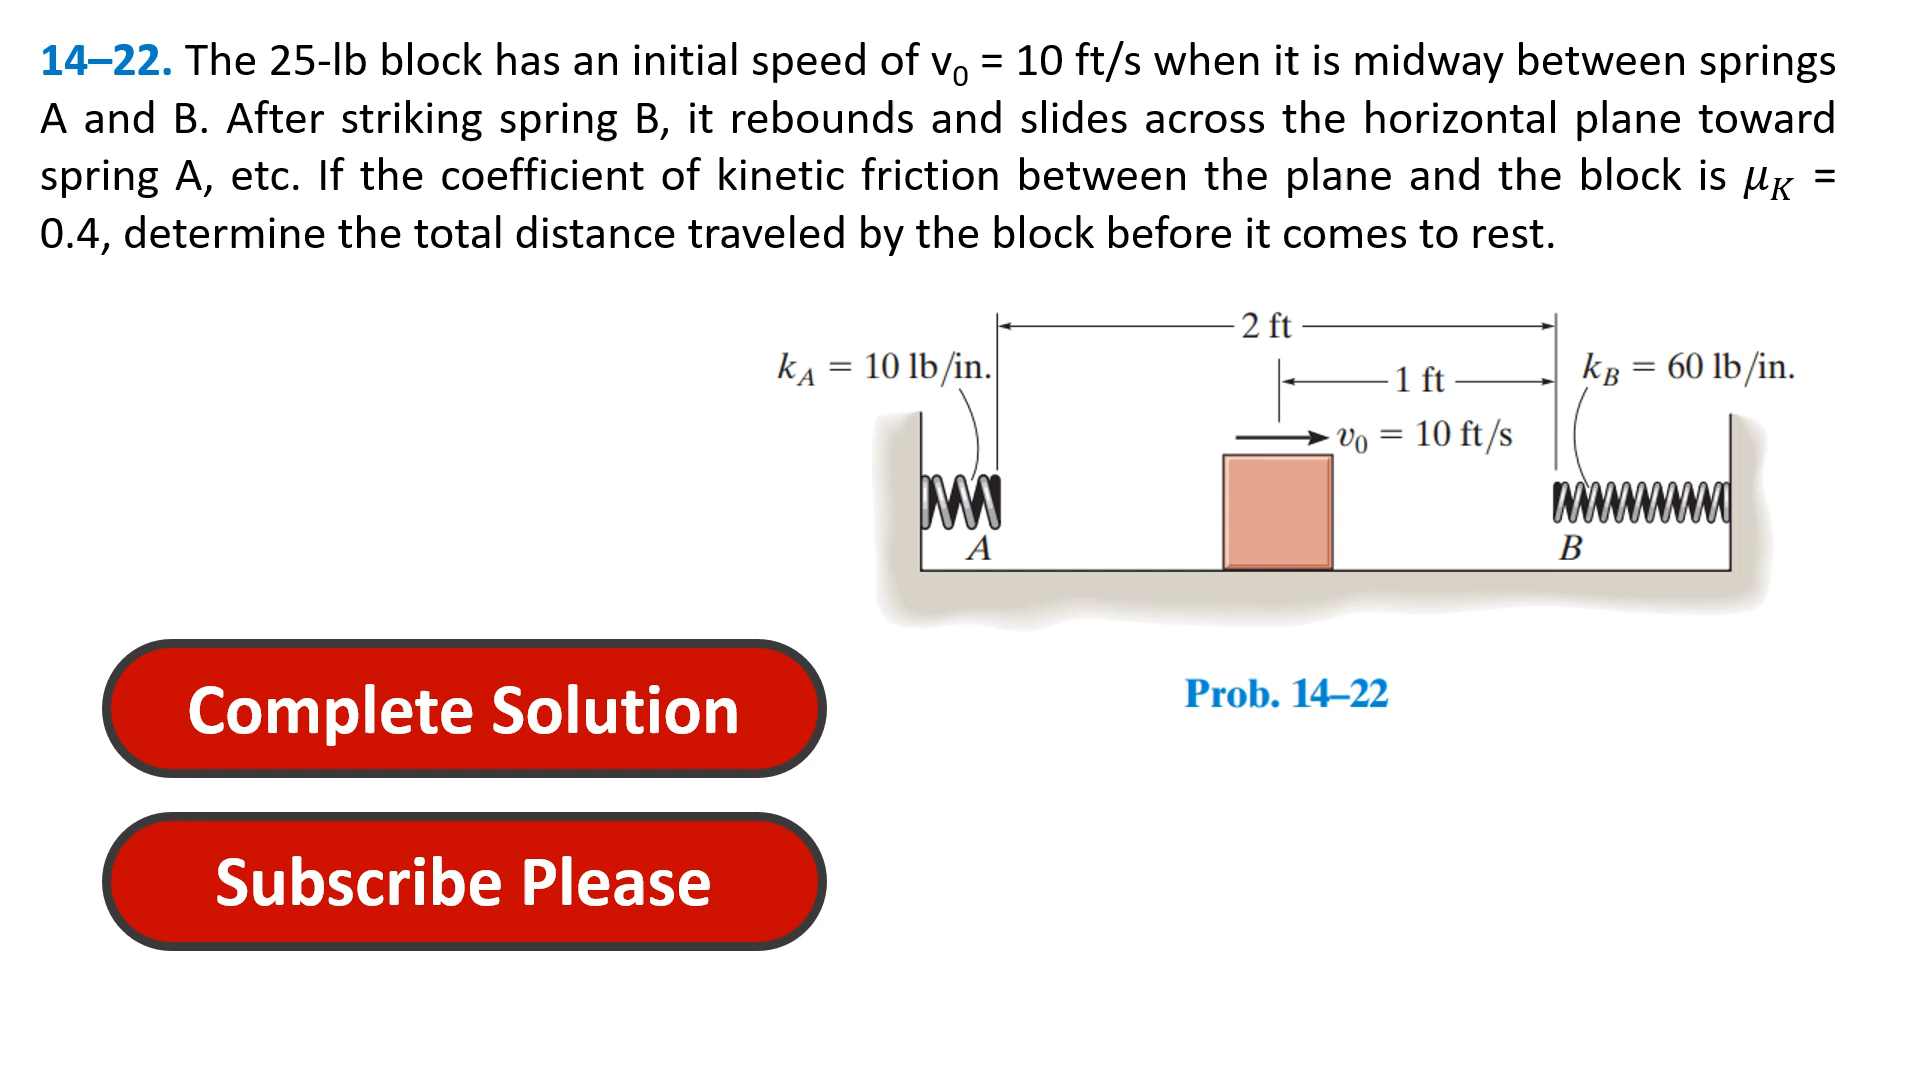 14–22. The 25-lb block has an initial speed of v₀ = 10 ft/s when it is midway between springs
A and B. After striking spring B, it rebounds and slides across the horizontal plane toward
spring A, etc. If the coefficient of kinetic friction between the plane and the block is μ_K =
0.4, determine the total distance traveled by the block before it comes to rest.
2 ft
k_A = 10 lb/in.
1 ft
k_B = 60 lb/in.
v₀ = 10 ft/s
A
B
Prob. 14–22
Complete Solution
Subscribe Please